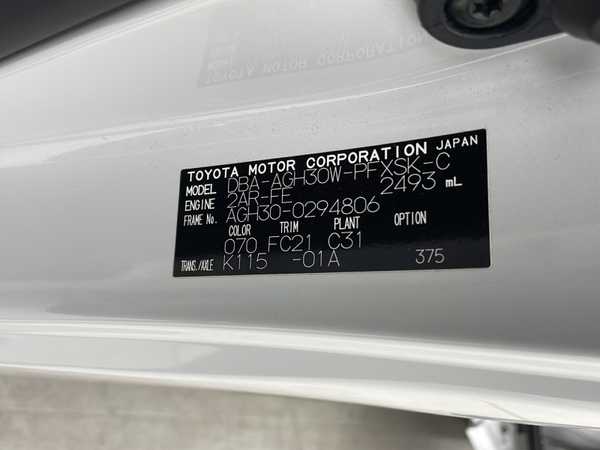 TOYOTA MOTOR CORPORATION JAPAN
MODEL DBA-AGH30W-PFXSK-C
ENGINE 2AR-FE 2493 mL
FRAME No. AGH30-0294806
COLOR TRIM PLANT OPTION
070 FC21 C31
TRANS./AXLE K115 -01A 375